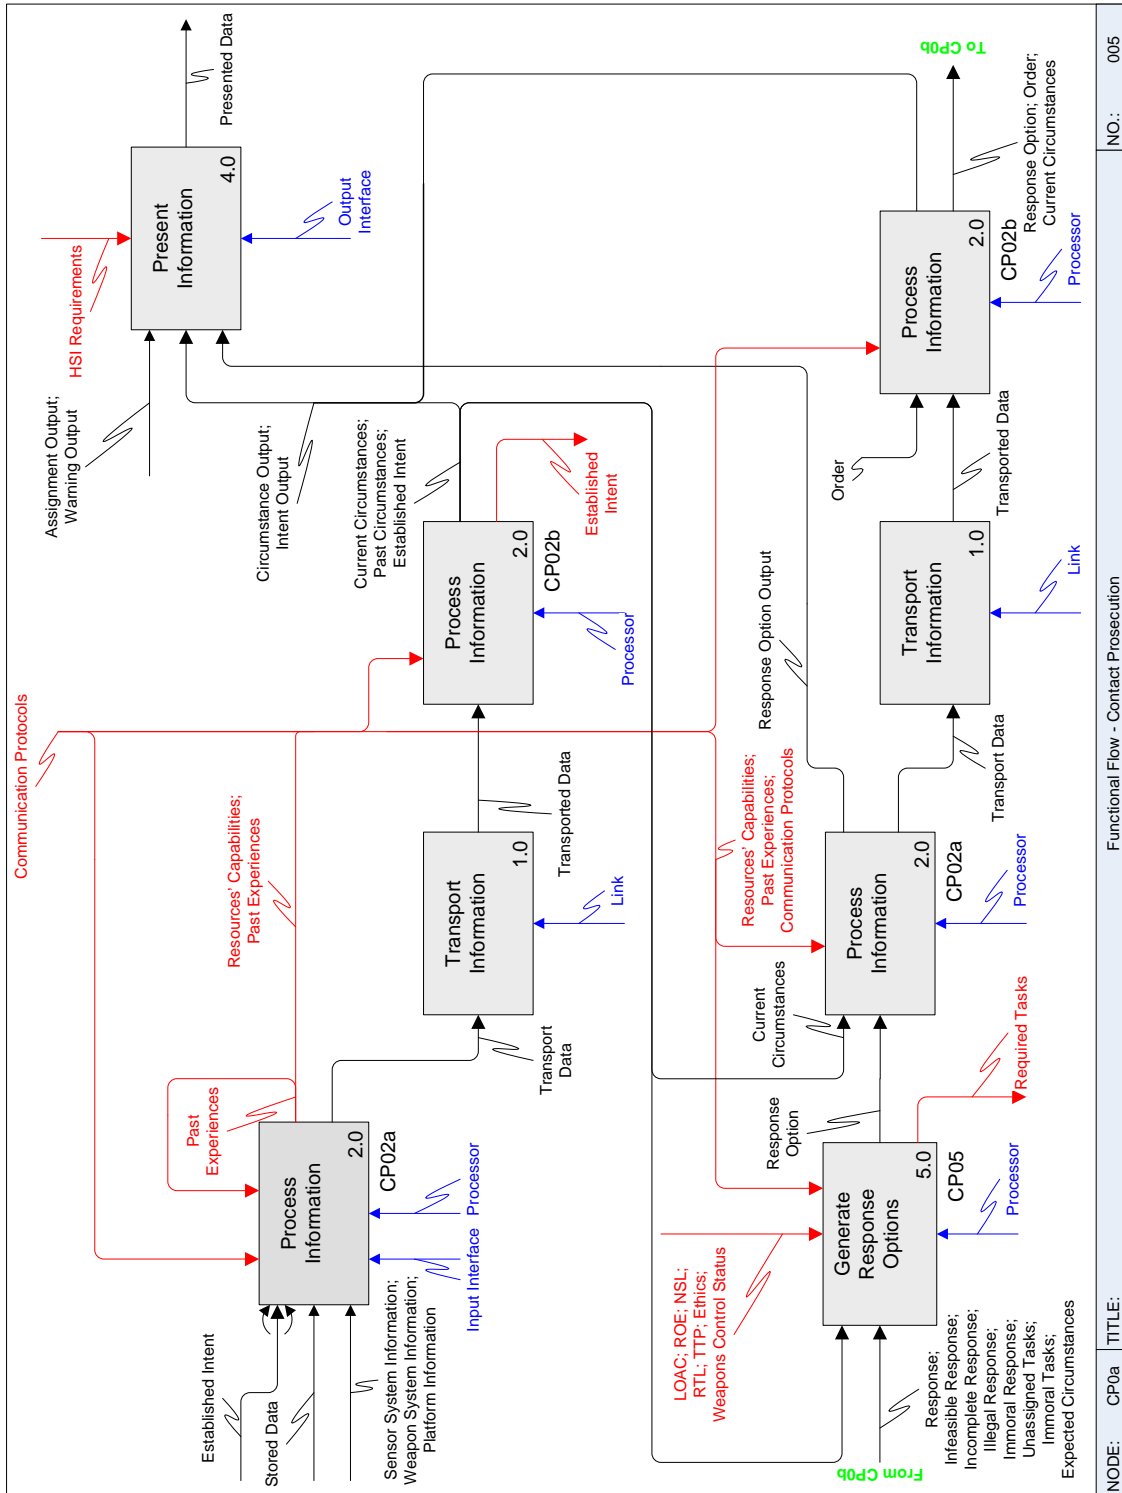 Communication Protocols
HSI Requirements
Assignment Output;
Warning Output
Present
Information
4.0
Presented Data
Output
Interface
Circumstance Output;
Intent Output
Established Intent
Stored Data
Sensor System Information;
Weapon System Information;
Platform Information
Past
Experiences
Process
Information
2.0
CP02a
Input Interface
Processor
Resources' Capabilities;
Past Experiences
Transport
Data
Transport
Information
1.0
Link
Transported Data
Process
Information
2.0
CP02b
Processor
Current Circumstances;
Past Circumstances;
Established Intent
Established
Intent
LOAC; ROE; NSL;
RTL; TTP; Ethics;
Weapons Control Status
From CP0b
Response;
Infeasible Response;
Incomplete Response;
Illegal Response;
Immoral Response;
Unassigned Tasks;
Immoral Tasks;
Expected Circumstances
Generate
Response
Options
5.0
CP05
Processor
Response
Option
Required Tasks
Current
Circumstances
Resources' Capabilities;
Past Experiences;
Communication Protocols
Process
Information
2.0
CP02a
Processor
Response Option Output
Transport Data
Transport
Information
1.0
Link
Transported Data
Order
Process
Information
2.0
CP02b
Processor
Response Option; Order;
Current Circumstances
To CP0b
NODE: CP0a
TITLE: Functional Flow - Contact Prosecution
NO.: 005